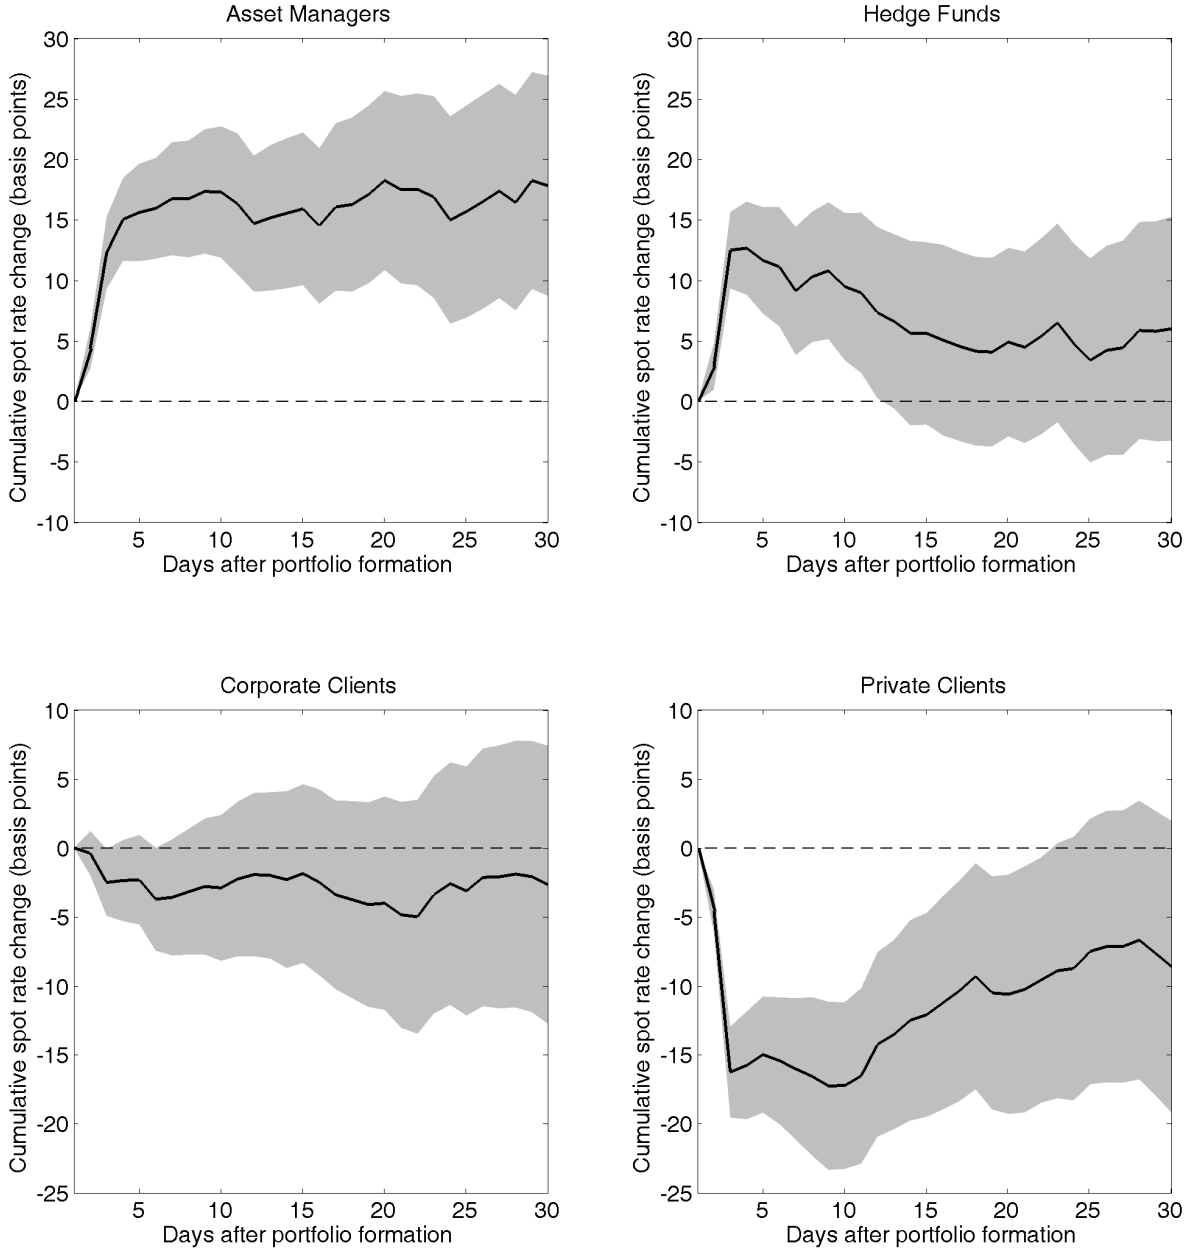 Asset Managers
Cumulative spot rate change (basis points)
30
25
20
15
10
5
0
-5
-10
5 10 15 20 25 30
Days after portfolio formation
Hedge Funds
Cumulative spot rate change (basis points)
30
25
20
15
10
5
0
-5
-10
5 10 15 20 25 30
Days after portfolio formation
Corporate Clients
Cumulative spot rate change (basis points)
10
5
0
-5
-10
-15
-20
-25
5 10 15 20 25 30
Days after portfolio formation
Private Clients
Cumulative spot rate change (basis points)
10
5
0
-5
-10
-15
-20
-25
5 10 15 20 25 30
Days after portfolio formation